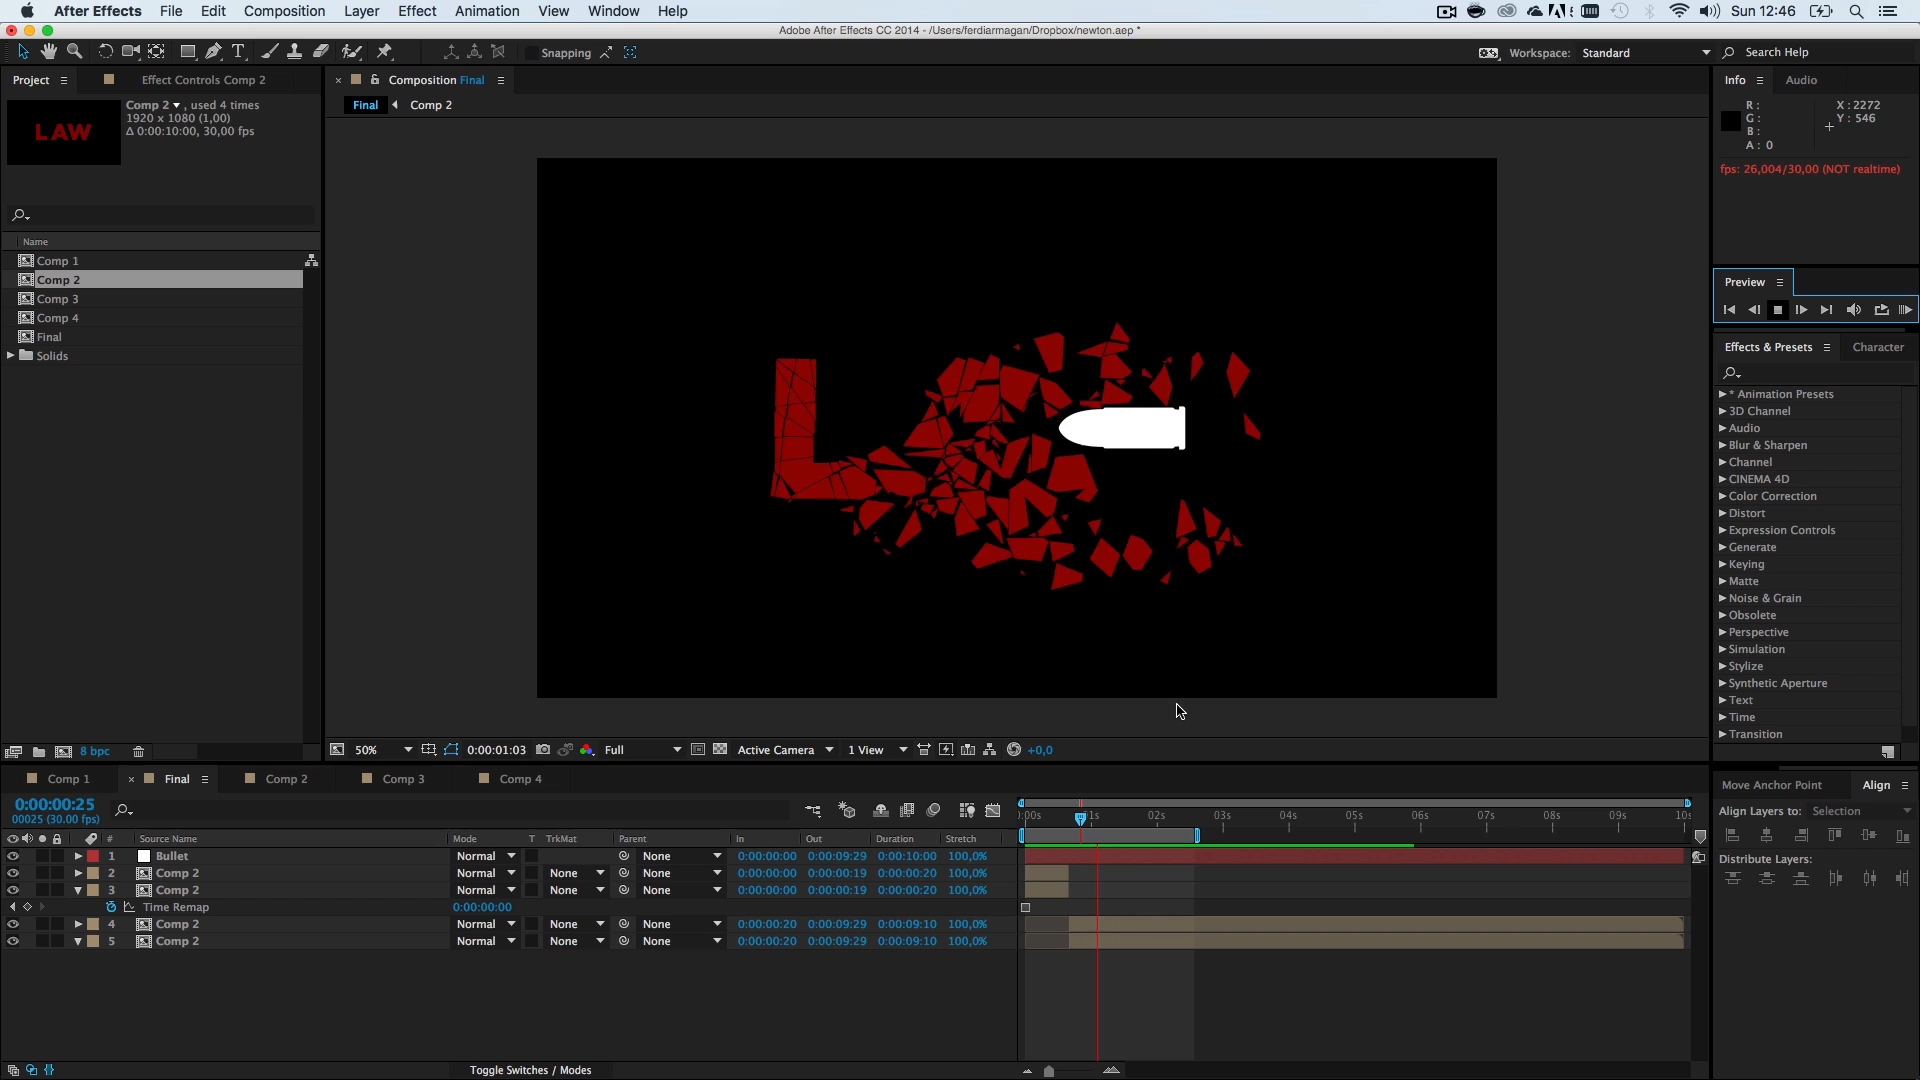 After Effects File Edit Composition Layer Effect Animation View Window Help Sun 12:46
Adobe After Effects CC 2014 - /Users/ferdiarmagan/Dropbox/newton.aep *
Snapping Workspace: Standard Search Help
Project Effect Controls Comp 2
Comp 2 , used 4 times
1920 x 1080 (1,00)
Δ 0:00:10:00, 30,00 fps
LAW
Name
Comp 1
Comp 2
Comp 3
Comp 4
Final
Solids
8 bpc
Composition Final
Final Comp 2
L
50% 0:00:01:03 Full Active Camera 1 View +0,0
Info Audio
R: X: 2272
G: Y: 546
B:
A: 0
fps: 26,004/30,00 (NOT realtime)
Preview
Effects & Presets Character
* Animation Presets
3D Channel
Audio
Blur & Sharpen
Channel
CINEMA 4D
Color Correction
Distort
Expression Controls
Generate
Keying
Matte
Noise & Grain
Obsolete
Perspective
Simulation
Stylize
Synthetic Aperture
Text
Time
Transition
Comp 1 Final Comp 2 Comp 3 Comp 4
0:00:00:25
00025 (30.00 fps)
# Source Name Mode T TrkMat Parent In Out Duration Stretch
1 Bullet Normal None 0:00:00:00 0:00:09:29 0:00:10:00 100,0%
2 Comp 2 Normal None None 0:00:00:00 0:00:00:19 0:00:00:20 100,0%
3 Comp 2 Normal None None 0:00:00:00 0:00:00:19 0:00:00:20 100,0%
Time Remap 0:00:00:00
4 Comp 2 Normal None None 0:00:00:20 0:00:09:29 0:00:09:10 100,0%
5 Comp 2 Normal None None 0:00:00:20 0:00:09:29 0:00:09:10 100,0%
Toggle Switches / Modes
02s 03s 04s 05s 06s 07s 08s 09s
Move Anchor Point Align
Align Layers to: Selection
Distribute Layers: